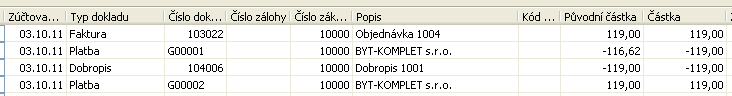 Zúčtova... Typ dokladu Číslo dok... Číslo zálohy Číslo zák... Popis Kód ... Původní částka Částka
03.10.11 Faktura 103022 10000 Objednávka 1004 119,00 119,00
03.10.11 Platba G00001 10000 BYT-KOMPLET s.r.o. -116,62 -119,00
03.10.11 Dobropis 104006 10000 Dobropis 1001 -119,00 -119,00
03.10.11 Platba G00002 10000 BYT-KOMPLET s.r.o. 119,00 119,00